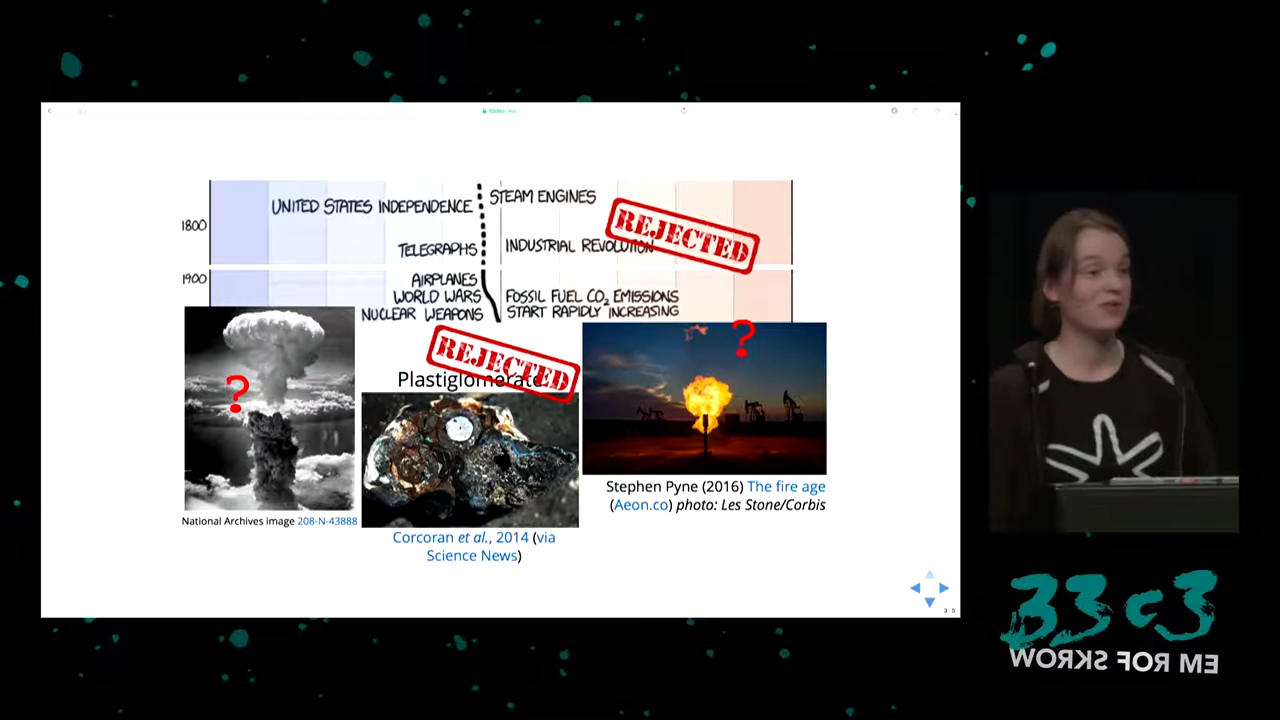 UNITED STATES INDEPENDENCE
STEAM ENGINES
1800
REJECTED
TELEGRAPHS
INDUSTRIAL REVOLUTION
1900
AIRPLANES
WORLD WARS
FOSSIL FUEL CO₂ EMISSIONS
NUCLEAR WEAPONS
START RAPIDLY INCREASING
?
REJECTED
Plastiglomerate
?
Stephen Pyne (2016) The fire age
(Aeon.co) photo: Les Stone/Corbis
National Archives image 208-N-43888
Corcoran et al., 2014 (via
Science News)
3.5
33c3
WORKS FOR ME